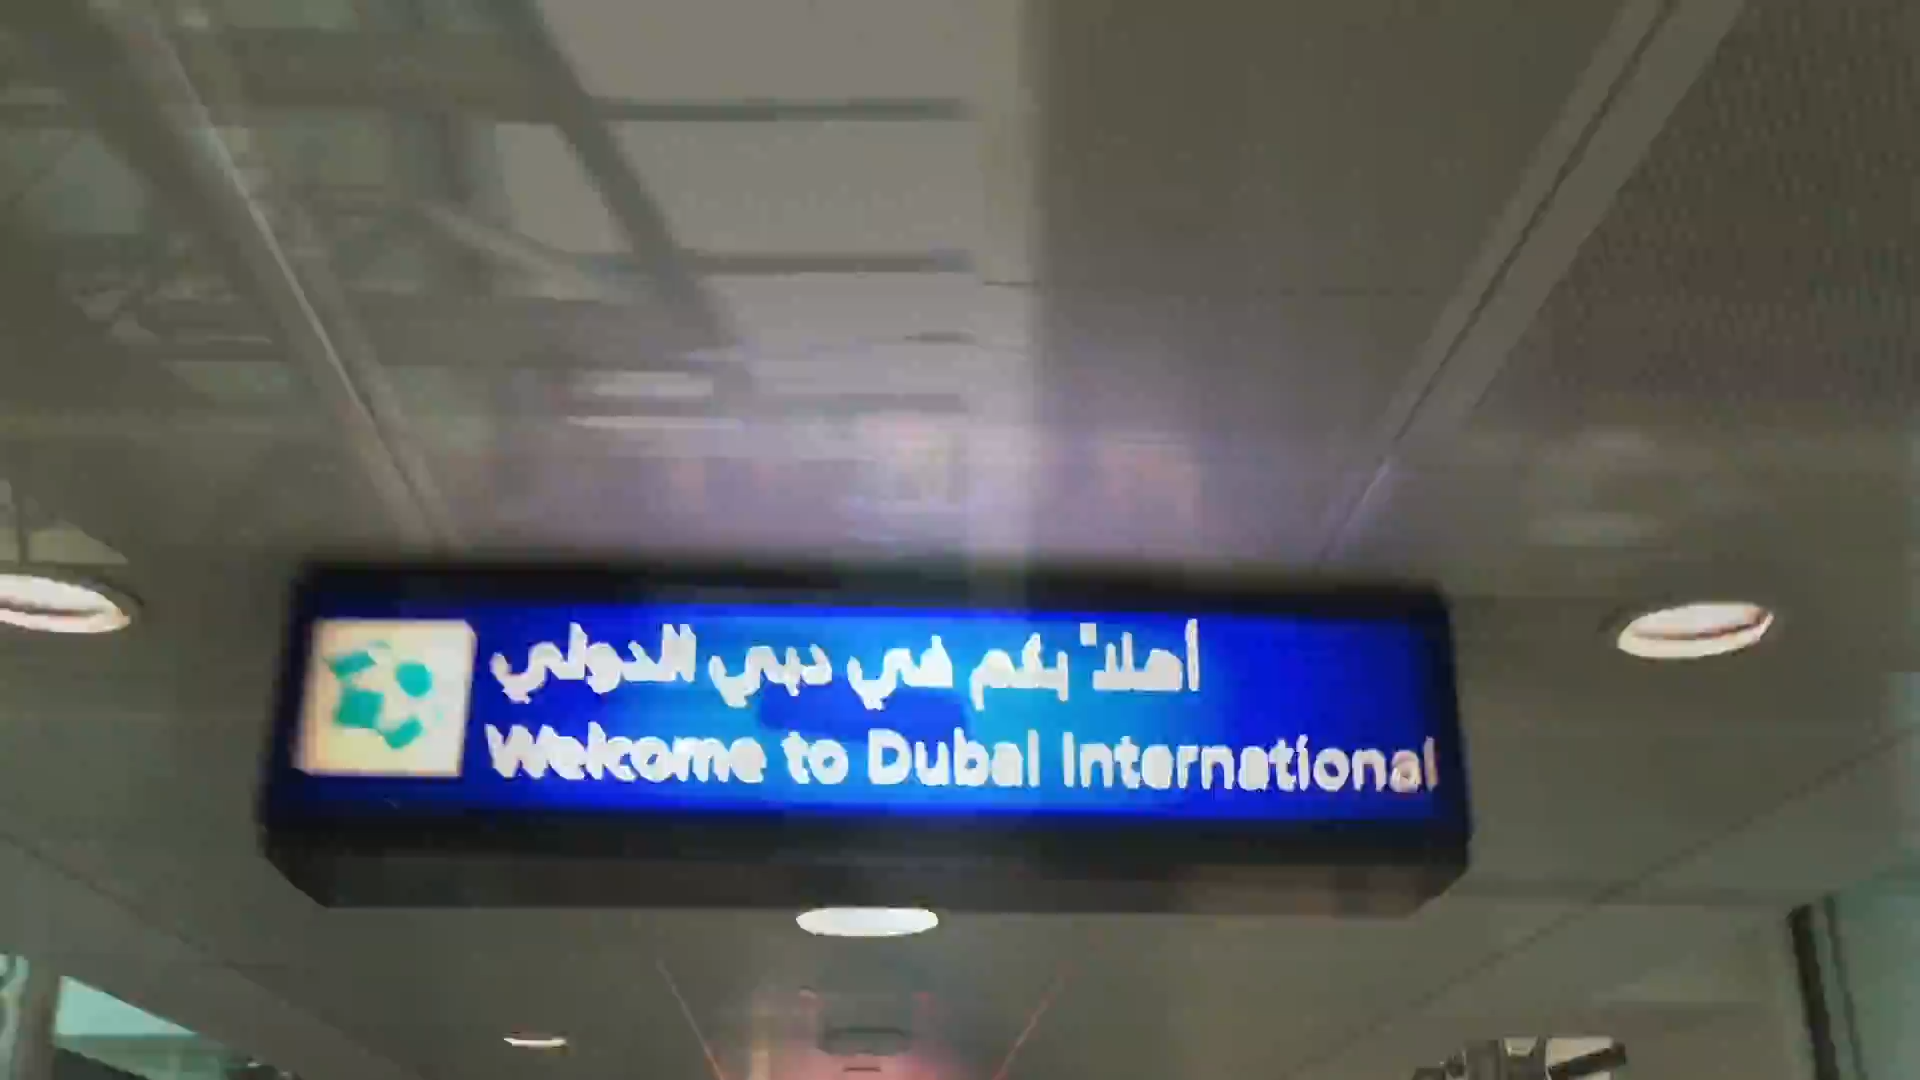 أهلاً بكم في دبي الدولي
Welcome to Dubai International